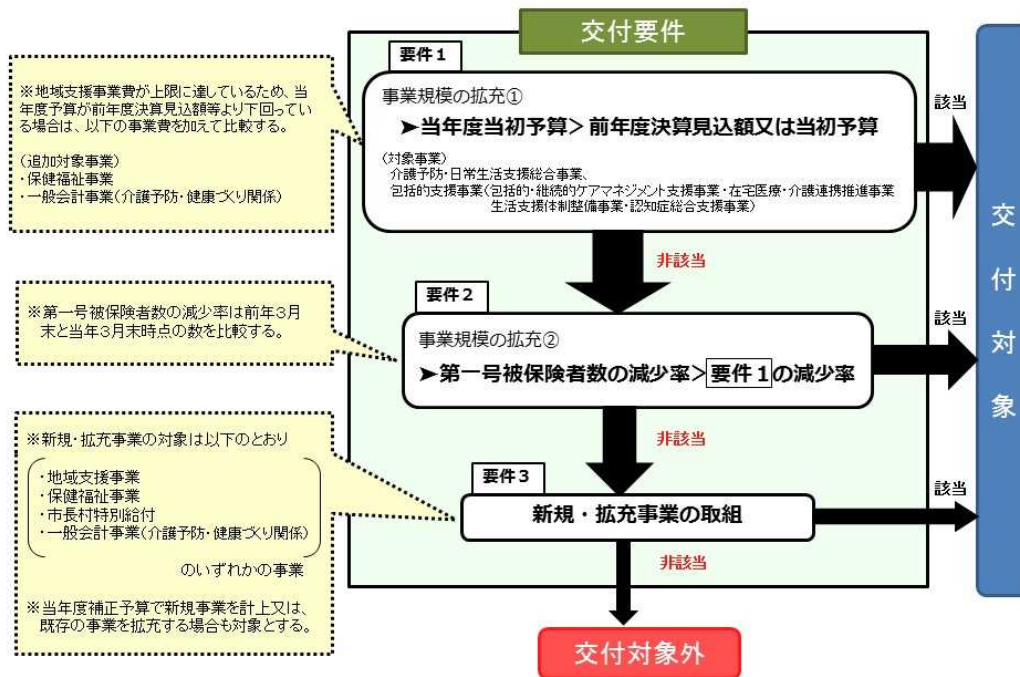 交付要件
要件1
事業規模の拡充①
➤当年度当初予算>前年度決算見込額又は当初予算
(対象事業)
介護予防・日常生活支援総合事業、
包括的支援事業(包括的・継続的ケアマネジメント支援事業・在宅医療・介護連携推進事業
生活支援体制整備事業・認知症総合支援事業)
※地域支援事業費が上限に達しているため、当
年度予算が前年度決算見込額等より下回ってい
る場合は、以下の事業費を加えて比較する。
(追加対象事業)
・保健福祉事業
・一般会計事業(介護予防・健康づくり関係)
該当
非該当
要件2
事業規模の拡充②
➤第一号被保険者数の減少率>要件1の減少率
※第一号被保険者数の減少率は前年3月
末と当年3月末時点の数を比較する。
該当
非該当
要件3
新規・拡充事業の取組
※新規・拡充事業の対象は以下のとおり
・地域支援事業
・保健福祉事業
・市長村特別給付
・一般会計事業(介護予防・健康づくり関係)
のいずれかの事業
※当年度補正予算で新規事業を計上又は、
既存の事業を拡充する場合も対象とする。
該当
非該当
交付対象
交付対象外